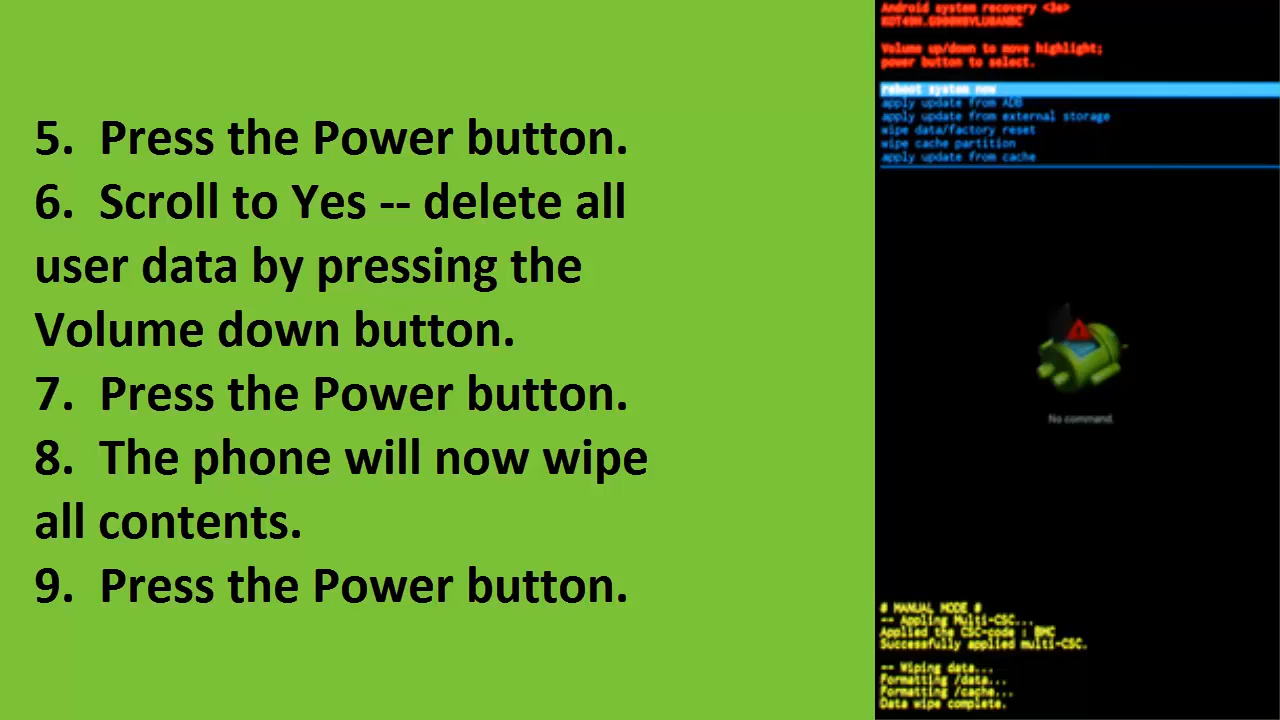 5. Press the Power button.
6. Scroll to Yes -- delete all
user data by pressing the
Volume down button.
7. Press the Power button.
8. The phone will now wipe
all contents.
9. Press the Power button.
Android system recovery <3e>
Volume up/down to move highlight;
power button to select.
reboot system now
apply update from ADB
apply update from external storage
wipe data/factory reset
wipe cache partition
apply update from cache
No command.
# MANUAL MODE #
-- Appling Multi-CSC...
Applied the CSC-code : BMC
Successfully applied multi-CSC.
-- Wiping data...
Formatting /data...
Formatting /cache...
Data wipe complete.